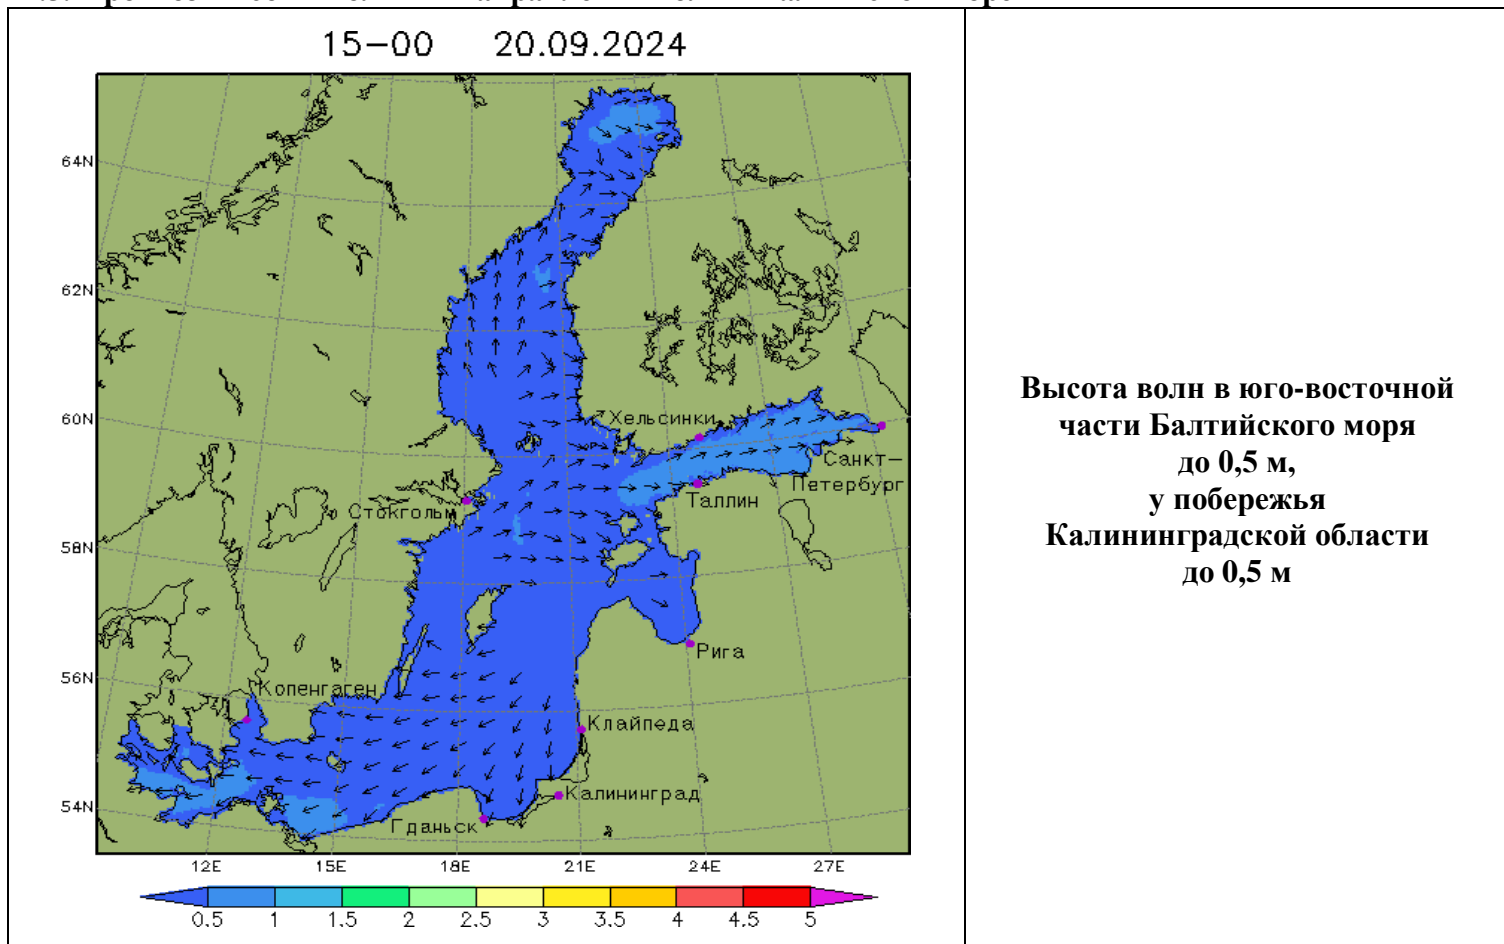 15-00 20.09.2024
64N
62N
60N
58N
56N
54N
Хельсинки
Санкт-
Петербург
Таллин
Стокгольм
Рига
Копенгаген
Клайпеда
Калининград
Гданьск
12E 15E 18E 21E 24E 27E
0.5 1 1.5 2 2.5 3 3.5 4 4.5 5
Высота волн в юго-восточной
части Балтийского моря
до 0,5 м,
у побережья
Калининградской области
до 0,5 м